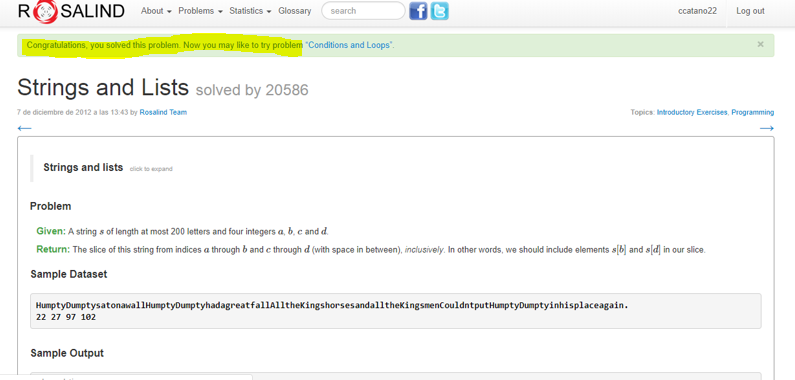 ROSALIND About Problems Statistics Glossary search ccatano22 Log out
Congratulations, you solved this problem. Now you may like to try problem "Conditions and Loops". ×
Strings and Lists solved by 20586
7 de diciembre de 2012 a las 13:43 by Rosalind Team Topics: Introductory Exercises, Programming
← →
Strings and lists click to expand
Problem
Given: A string s of length at most 200 letters and four integers a, b, c and d.
Return: The slice of this string from indices a through b and c through d (with space in between), inclusively. In other words, we should include elements s[b] and s[d] in our slice.
Sample Dataset
HumptyDumptysatonawallHumptyDumptyhadagreatfallAlltheKingshorsesandalltheKingsmenCouldntputHumptyDumptyinhisplaceagain.
22 27 97 102
Sample Output